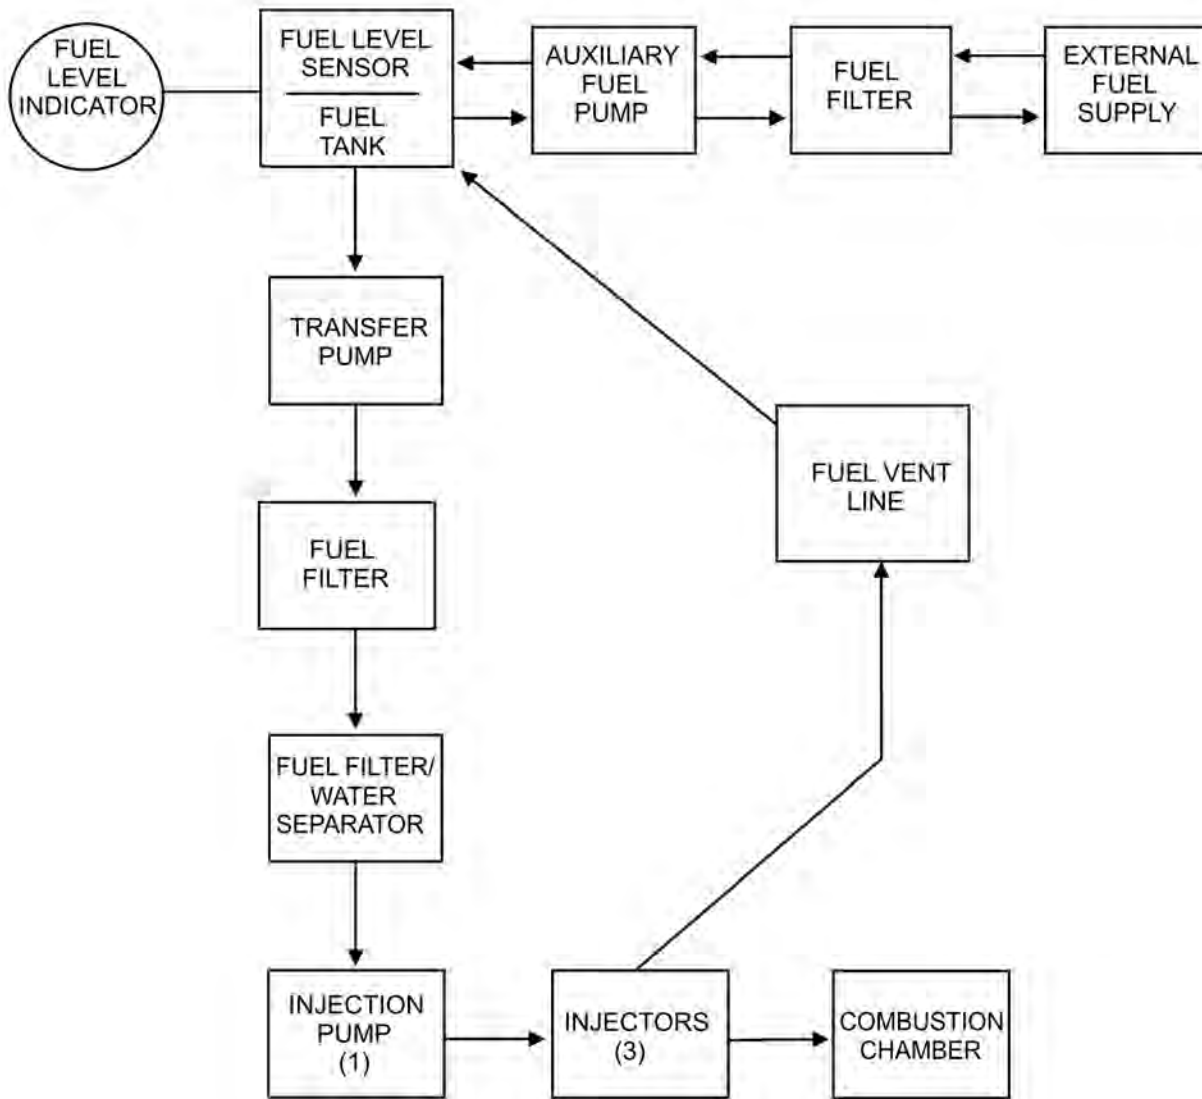 FUEL
LEVEL
INDICATOR
FUEL LEVEL
SENSOR
FUEL
TANK
AUXILIARY
FUEL
PUMP
FUEL
FILTER
EXTERNAL
FUEL
SUPPLY
TRANSFER
PUMP
FUEL VENT
LINE
FUEL
FILTER
FUEL FILTER/
WATER
SEPARATOR
INJECTION
PUMP
(1)
INJECTORS
(3)
COMBUSTION
CHAMBER